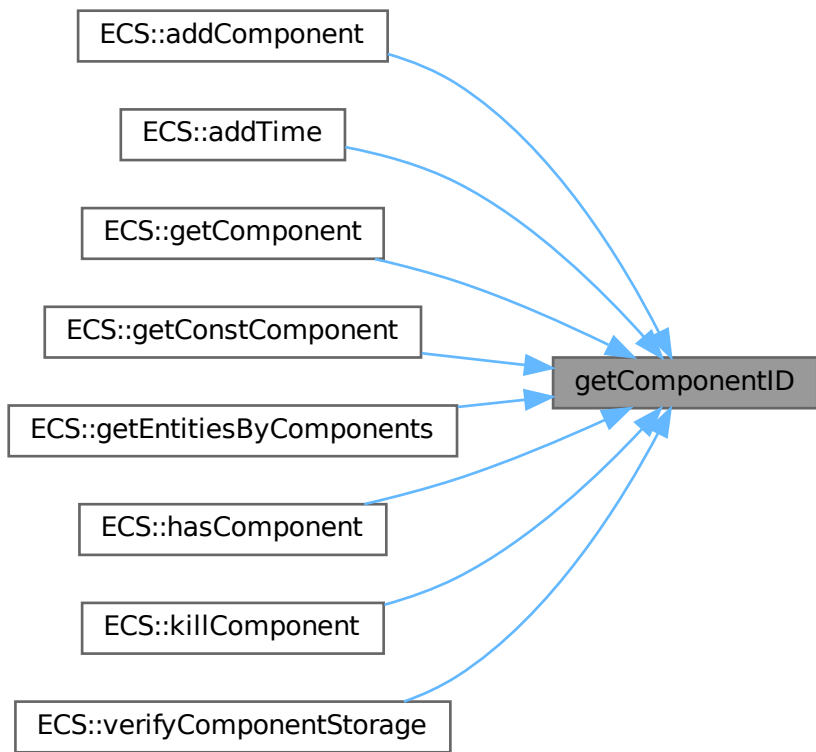 ECS::addComponent
ECS::addTime
ECS::getComponent
ECS::getConstComponent
getComponentID
ECS::getEntitiesByComponents
ECS::hasComponent
ECS::killComponent
ECS::verifyComponentStorage